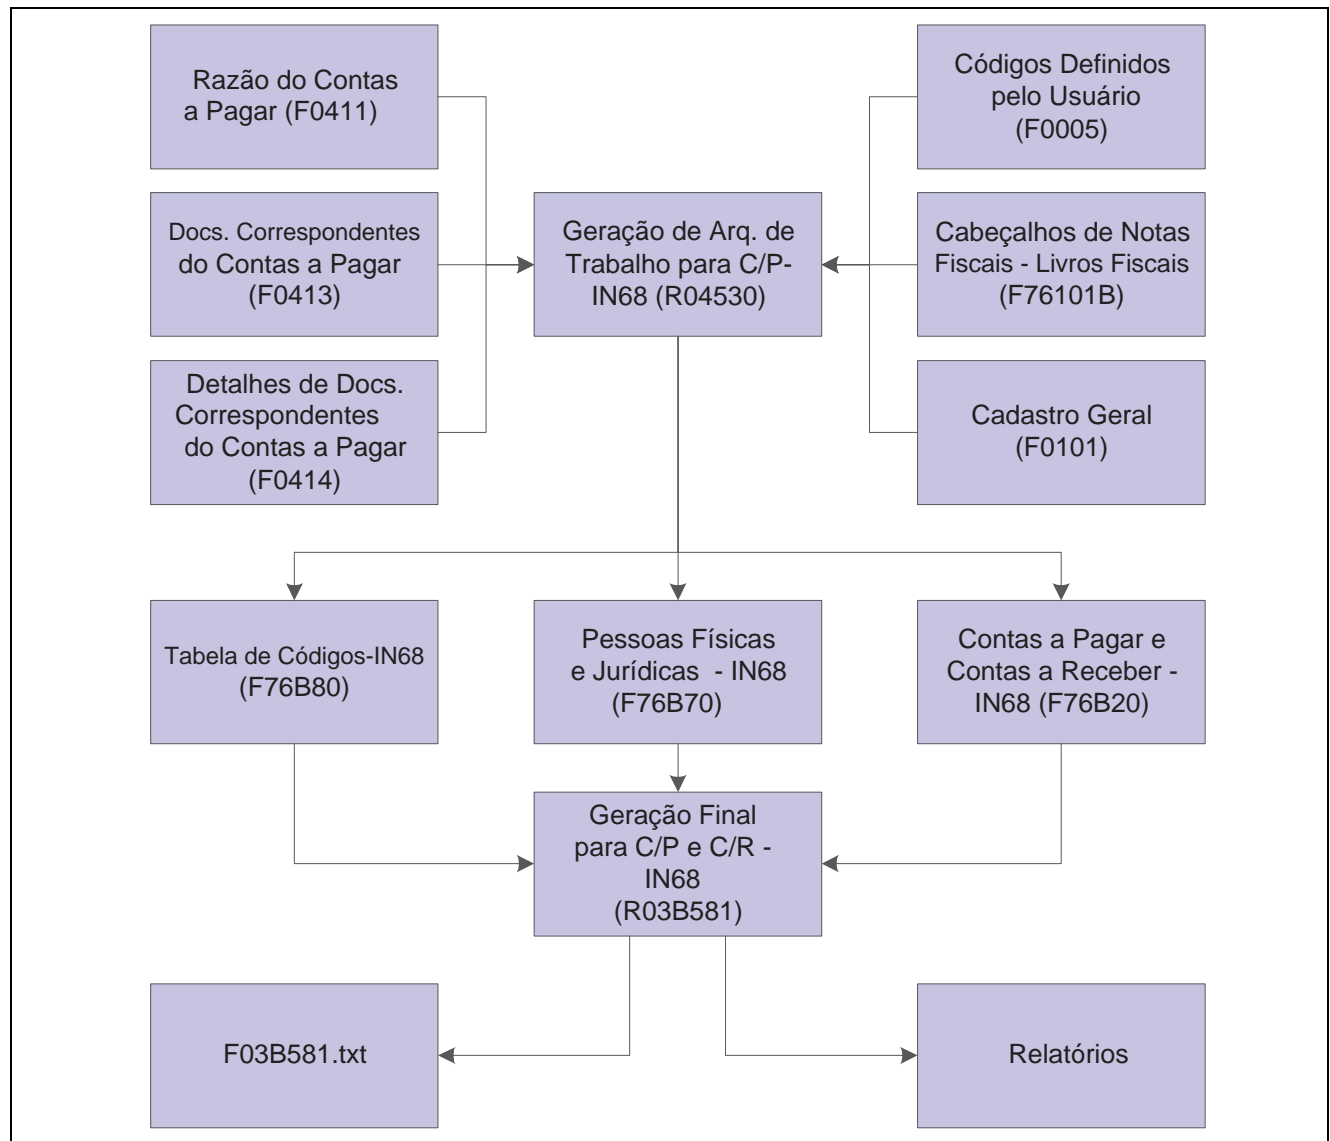 Razão do Contas
a Pagar (F0411)
Códigos Definidos
pelo Usuário
(F0005)
Docs. Correspondentes
do Contas a Pagar
(F0413)
Geração de Arq. de
Trabalho para C/P-
IN68 (R04530)
Cabeçalhos de Notas
Fiscais - Livros Fiscais
(F76101B)
Detalhes de Docs.
Correspondentes
do Contas a Pagar
(F0414)
Cadastro Geral
(F0101)
Tabela de Códigos-IN68
(F76B80)
Pessoas Físicas
e Jurídicas - IN68
(F76B70)
Contas a Pagar e
Contas a Receber -
IN68 (F76B20)
Geração Final
para C/P e C/R -
IN68
(R03B581)
F03B581.txt
Relatórios